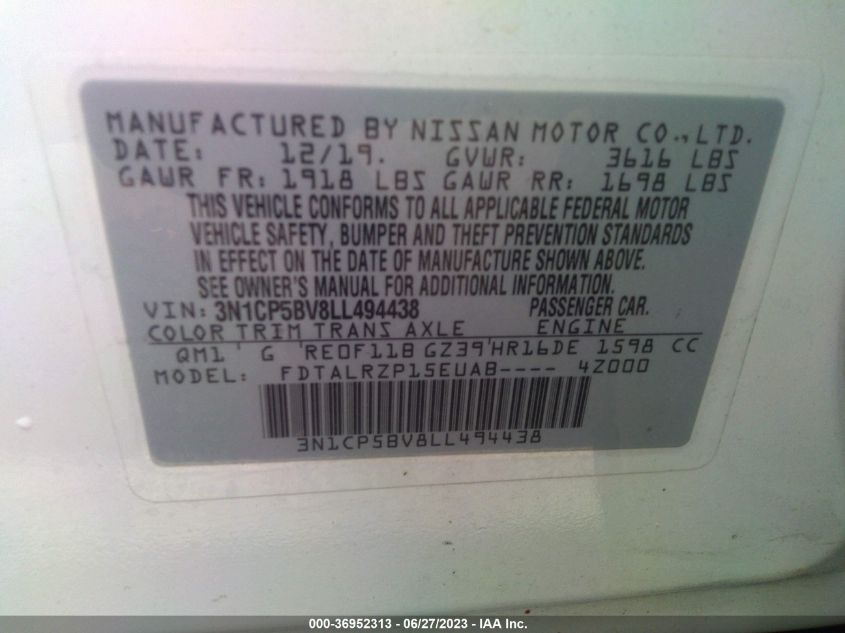 MANUFACTURED BY NISSAN MOTOR CO.,LTD.
DATE: 12/19. GVWR: 3616 LBS
GAWR FR: 1918 LBS GAWR RR: 1698 LBS
THIS VEHICLE CONFORMS TO ALL APPLICABLE FEDERAL MOTOR
VEHICLE SAFETY, BUMPER AND THEFT PREVENTION STANDARDS
IN EFFECT ON THE DATE OF MANUFACTURE SHOWN ABOVE.
SEE OWNER'S MANUAL FOR ADDITIONAL INFORMATION.
VIN: 3N1CP5BV8LL494438 PASSENGER CAR.
COLOR TRIM TRANS AXLE ENGINE
QM1 ' G 'RE0F11B GZ39'HR16DE 1598 CC
MODEL: FDTALRZP15EUAB---- 4Z000
3N1CP5BV8LL494438
000-36952313 - 06/27/2023 - IAA Inc.